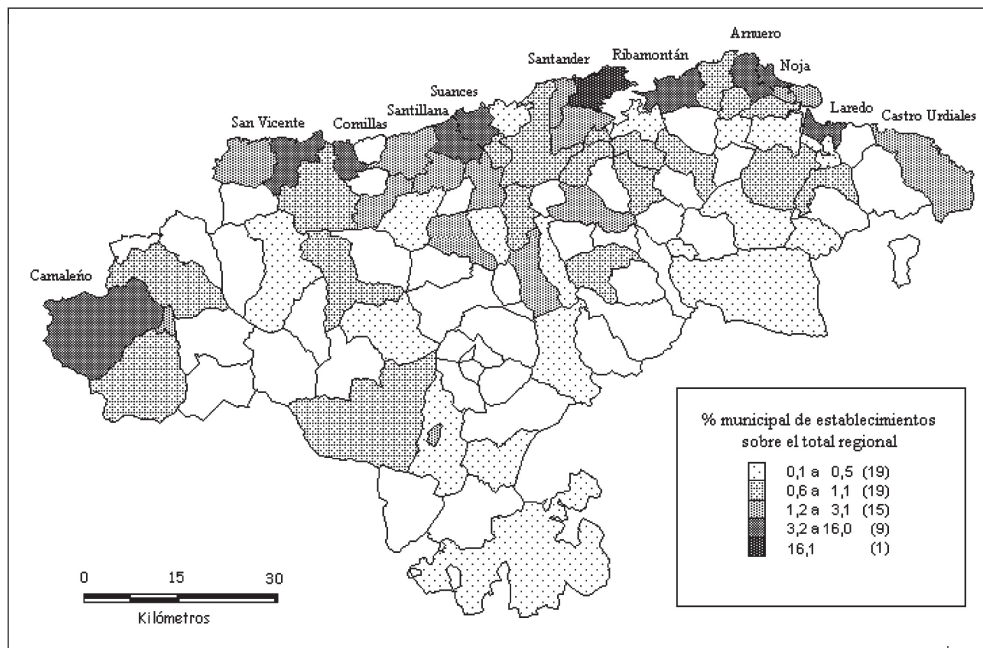 Arnuero
Santander Ribamontán
Noja
Suances
Santillana
Laredo
Castro Urdiales
San Vicente
Comillas
Camaleño
% municipal de establecimientos
sobre el total regional
0,1 a 0,5 (19)
0,6 a 1,1 (19)
1,2 a 3,1 (15)
3,2 a 16,0 (9)
16,1 (1)
0 15 30
Kilómetros